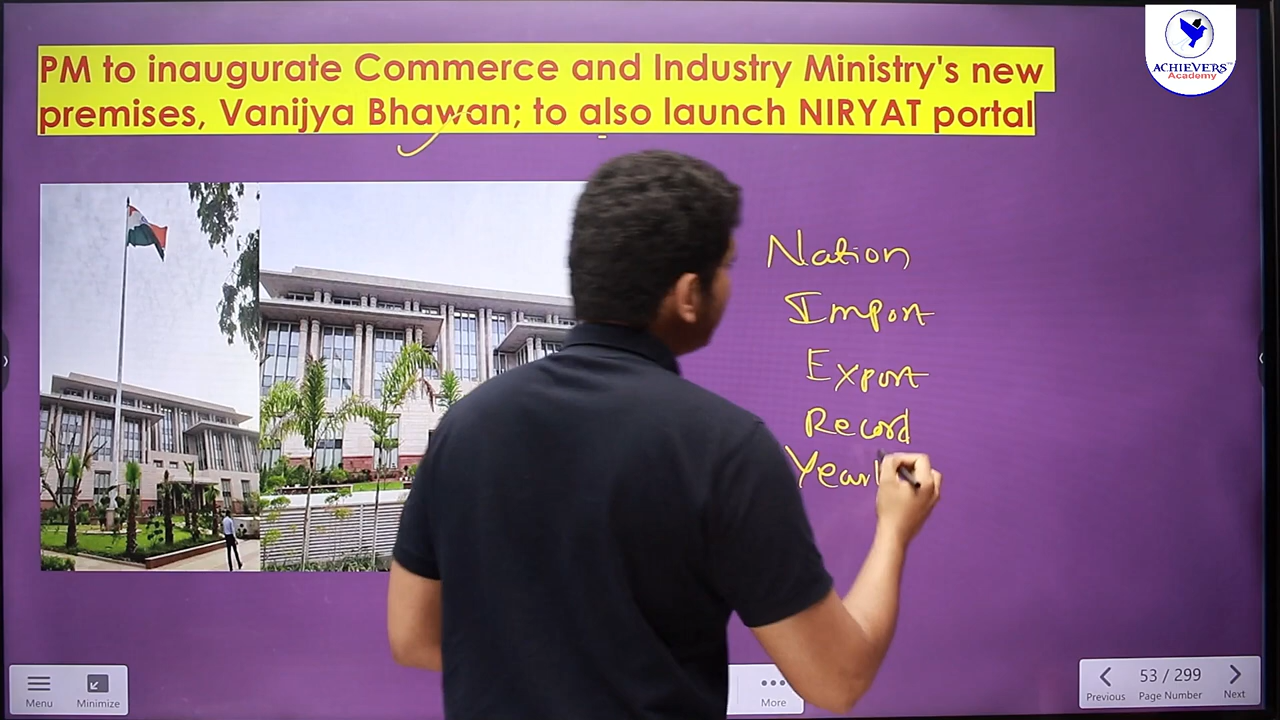 PM to inaugurate Commerce and Industry Ministry's new
premises, Vanijya Bhawan; to also launch NIRYAT portal
ACHIEVERS™
Academy
Nation
Import
Export
Record
Yearl
Menu
Minimize
More
Previous
53 / 299
Page Number
Next